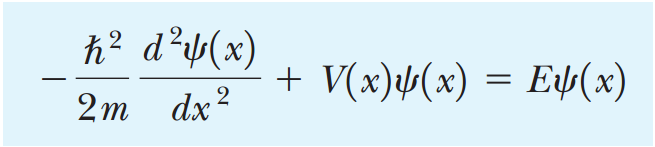 −ℏ²/2m d²ψ(x)/dx² + V(x)ψ(x) = Eψ(x)